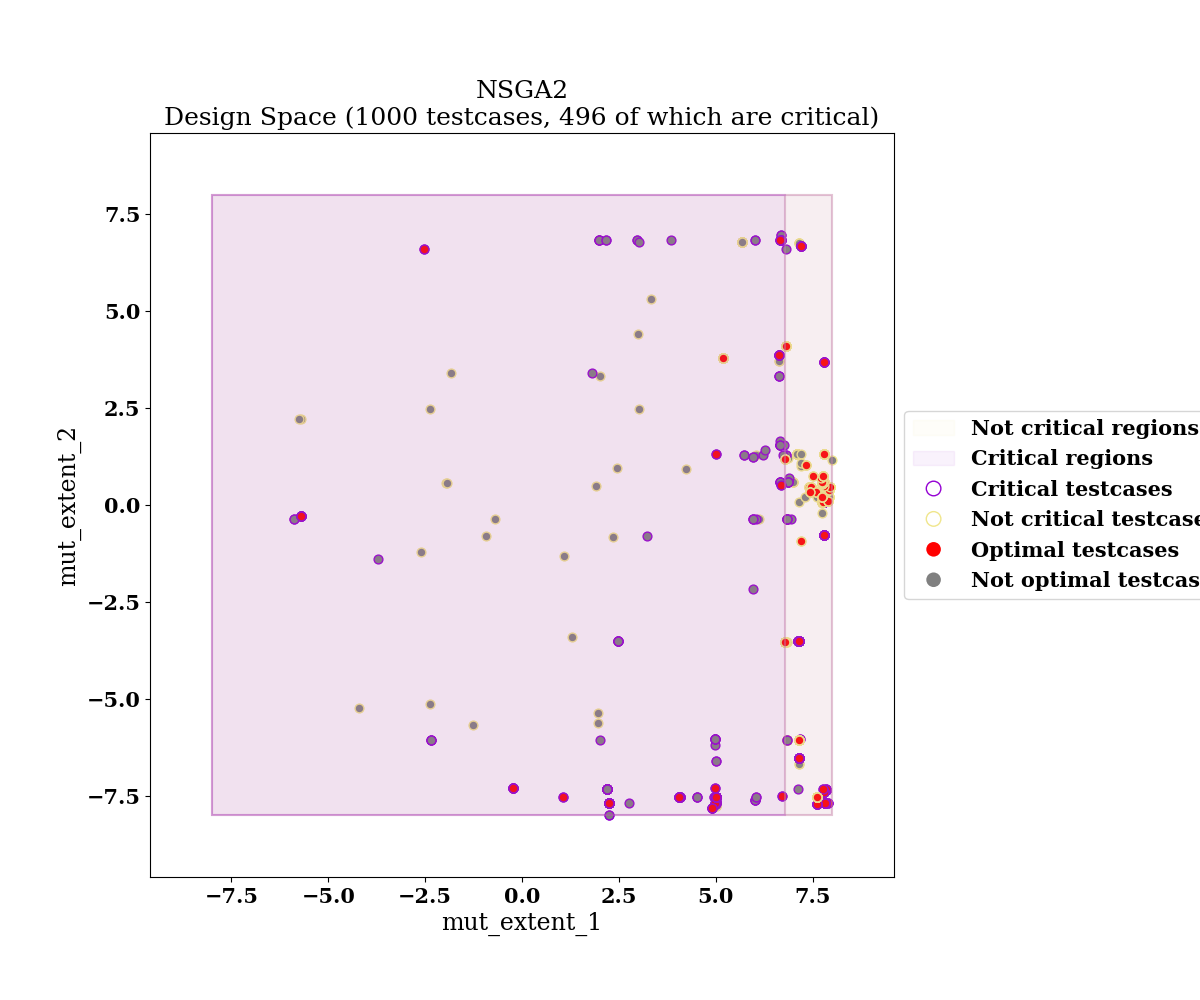 NSGA2
Design Space (1000 testcases, 496 of which are critical)
7.5
5.0
2.5
0.0
−2.5
−5.0
−7.5
mut_extent_2
−7.5 −5.0 −2.5 0.0 2.5 5.0 7.5
mut_extent_1
Not critical regions
Critical regions
Critical testcases
Not critical testcase
Optimal testcases
Not optimal testcas